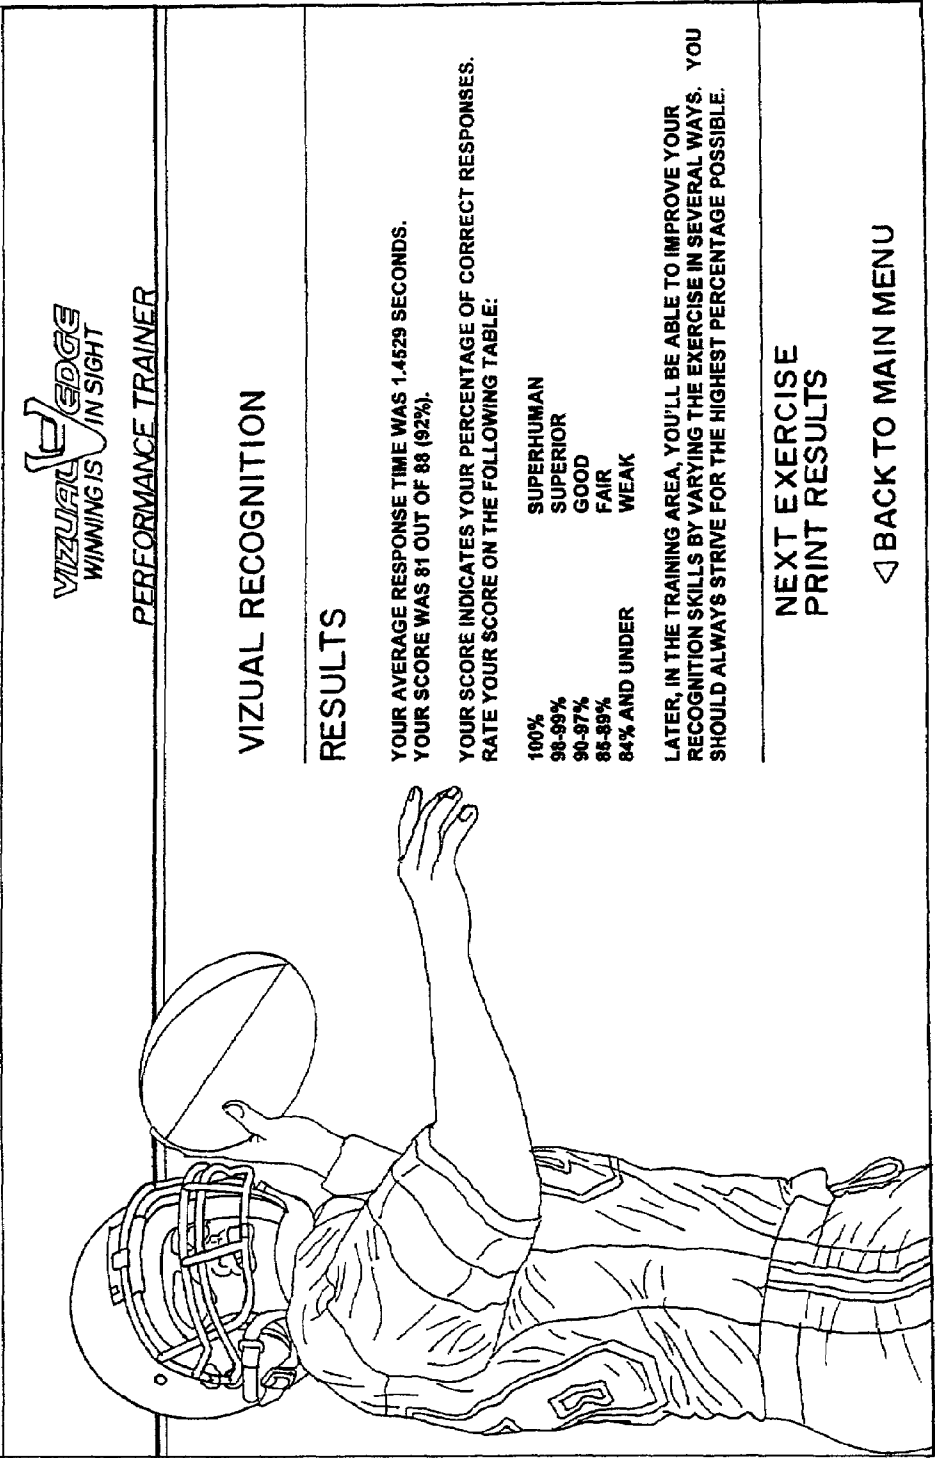 VIZUAL EDGE
WINNING IS IN SIGHT
PERFORMANCE TRAINER
VIZUAL RECOGNITION
RESULTS
YOUR AVERAGE RESPONSE TIME WAS 1.4529 SECONDS.
YOUR SCORE WAS 81 OUT OF 88 (92%).
YOUR SCORE INDICATES YOUR PERCENTAGE OF CORRECT RESPONSES.
RATE YOUR SCORE ON THE FOLLOWING TABLE:
100% SUPERHUMAN
98-99% SUPERIOR
90-97% GOOD
85-89% FAIR
84% AND UNDER WEAK
LATER, IN THE TRAINING AREA, YOU'LL BE ABLE TO IMPROVE YOUR
RECOGNITION SKILLS BY VARYING THE EXERCISE IN SEVERAL WAYS. YOU
SHOULD ALWAYS STRIVE FOR THE HIGHEST PERCENTAGE POSSIBLE.
NEXT EXERCISE
PRINT RESULTS
◁ BACK TO MAIN MENU